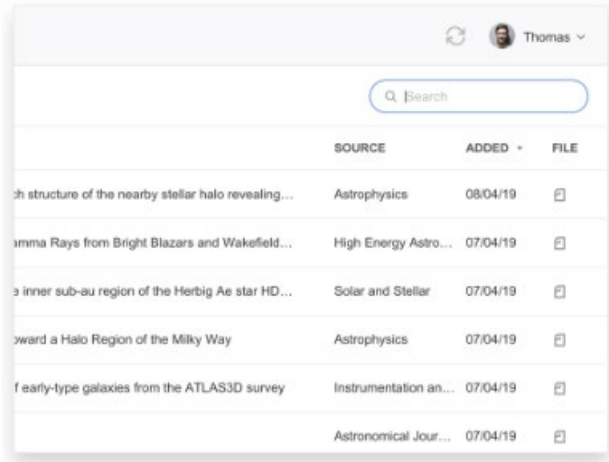 Thomas
Search
SOURCE ADDED FILE
ch structure of the nearby stellar halo revealing... Astrophysics 08/04/19
amma Rays from Bright Blazars and Wakefield... High Energy Astro... 07/04/19
e inner sub-au region of the Herbig Ae star HD... Solar and Stellar 07/04/19
oward a Halo Region of the Milky Way Astrophysics 07/04/19
f early-type galaxies from the ATLAS3D survey Instrumentation an... 07/04/19
Astronomical Jour... 07/04/19